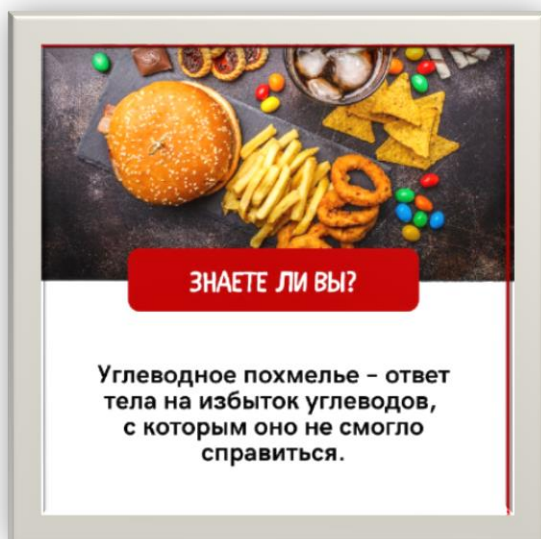 ЗНАЕТЕ ЛИ ВЫ?
Углеводное похмелье – ответ
тела на избыток углеводов,
с которым оно не смогло
справиться.